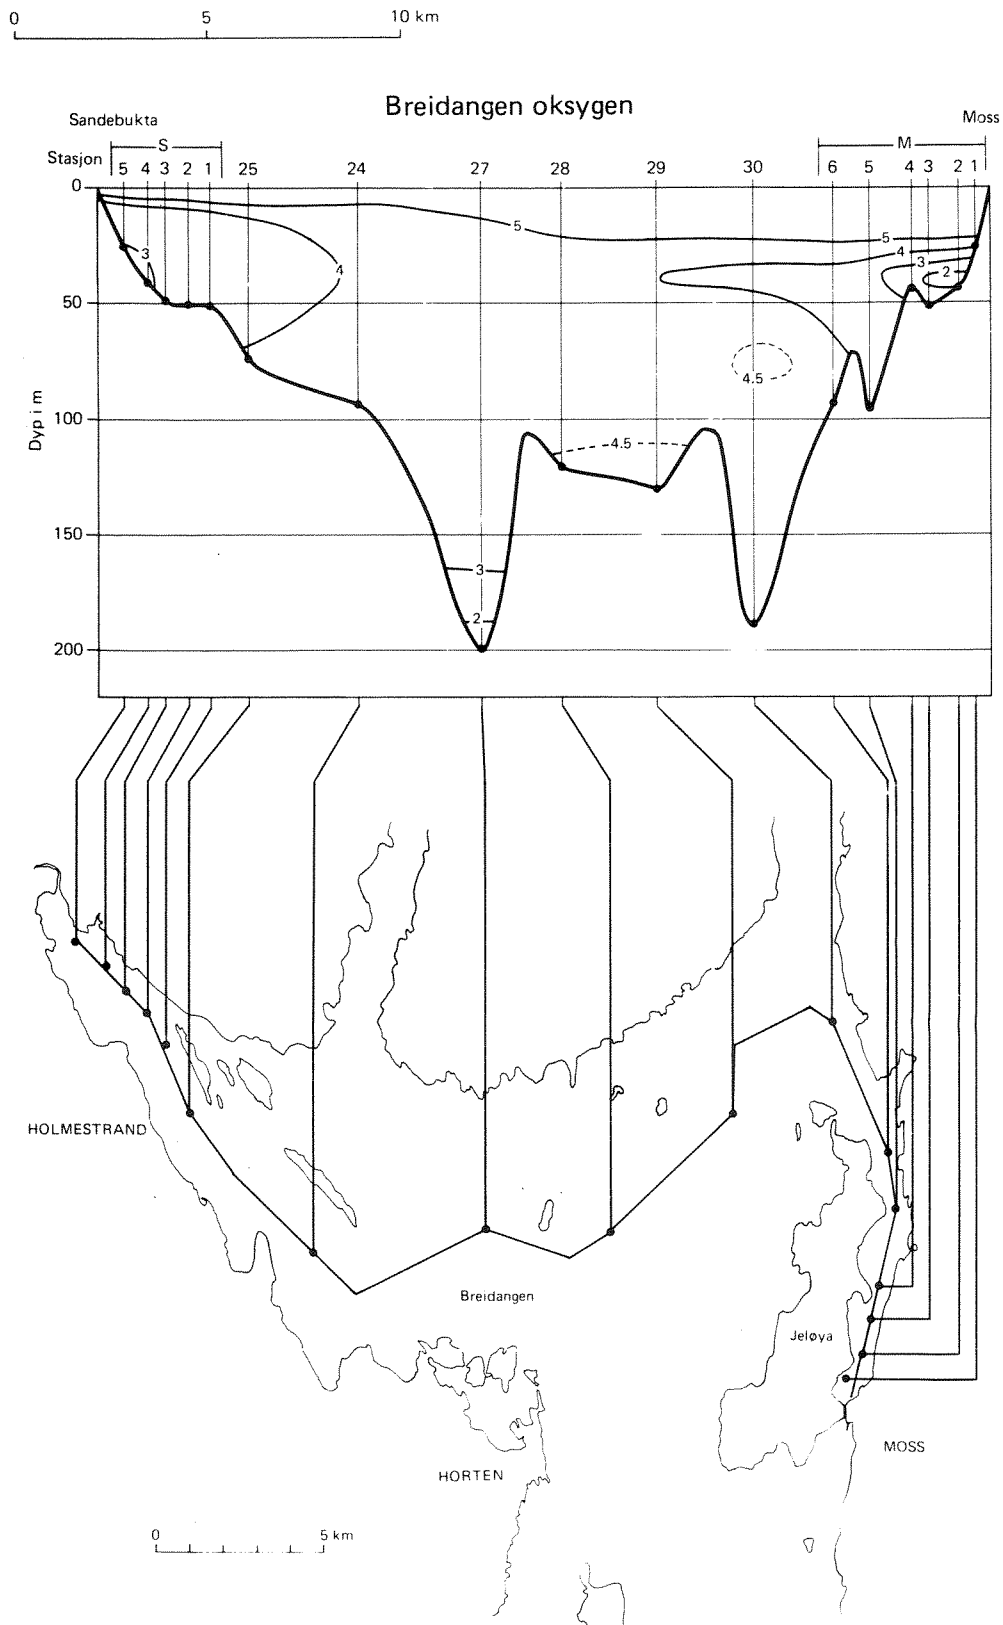 0 5 10 km
Breidangen oksygen
Sandebukta Moss
S M
Stasjon 5 4 3 2 1 25 24 27 28 29 30 6 5 4 3 2 1
0
5
5
4
3
4
3
2
50
4.5
100
4.5
Dyp i m
150
3
2
200
HOLMESTRAND
Breidangen
Jeløya
MOSS
HORTEN
0 5 km